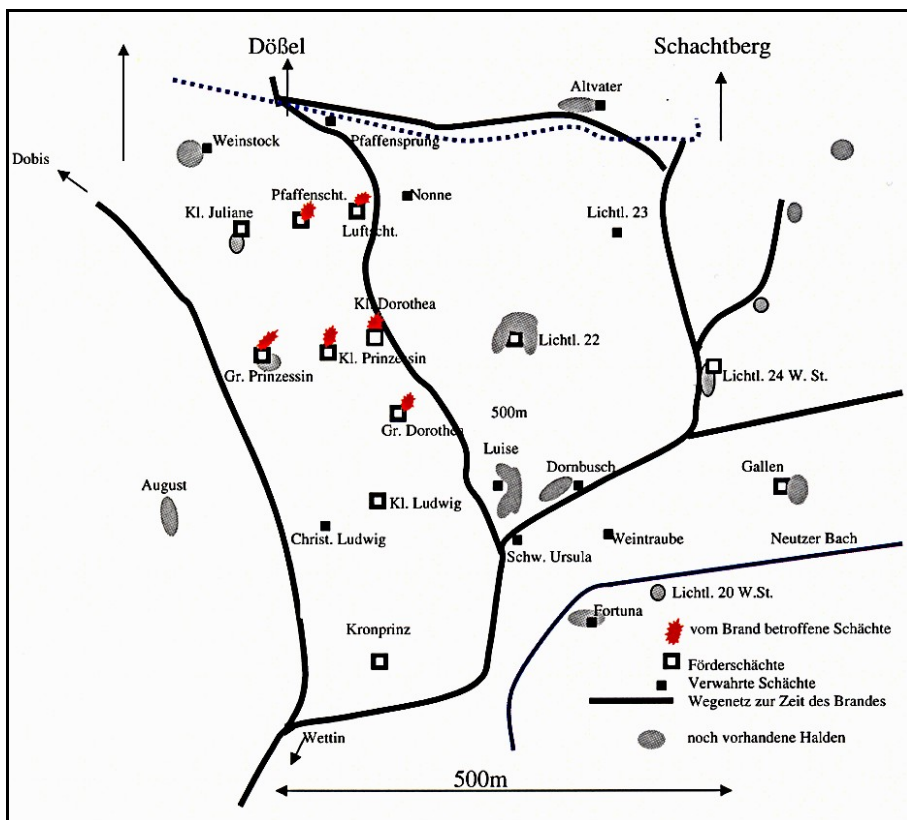 Dößel
Schachtberg
Altvater
Pfaffensprung
Weinstock
Dobis
Pfaffenscht.
Nonne
Kl. Juliane
Lichtl. 23
Luftscht.
Kl. Dorothea
Lichtl. 22
Kl. Prinzessin
Gr. Prinzessin
Lichtl. 24 W. St.
500m
Gr. Dorothea
Luise
Dornbusch
Gallen
August
Kl. Ludwig
Christ. Ludwig
Weintraube
Neutzer Bach
Schw. Ursula
Lichtl. 20 W.St.
Fortuna
Kronprinz
vom Brand betroffene Schächte
Förderschächte
Verwahrte Schächte
Wegenetz zur Zeit des Brandes
Wettin
noch vorhandene Halden
500m